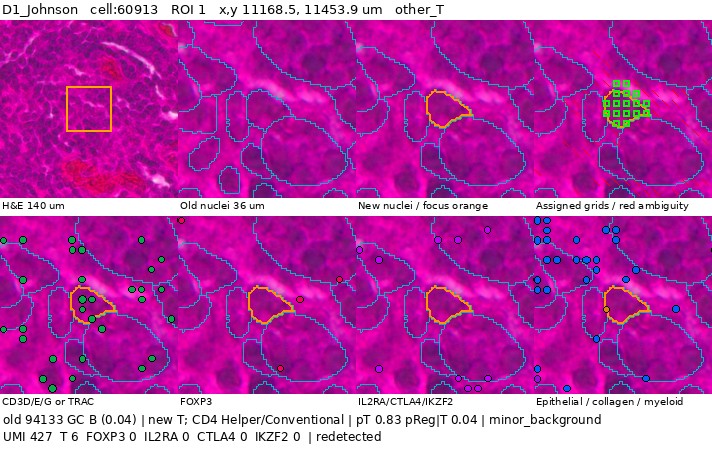 D1_Johnson   cell:60913   ROI 1   x,y 11168.5, 11453.9 um   other_T
H&E 140 um
Old nuclei 36 um
New nuclei / focus orange
Assigned grids / red ambiguity
CD3D/E/G or TRAC
FOXP3
IL2RA/CTLA4/IKZF2
Epithelial / collagen / myeloid
old 94133 GC B (0.04) | new T; CD4 Helper/Conventional | pT 0.83 pReg|T 0.04 | minor_background
UMI 427  T 6  FOXP3 0  IL2RA 0  CTLA4 0  IKZF2 0  | redetected